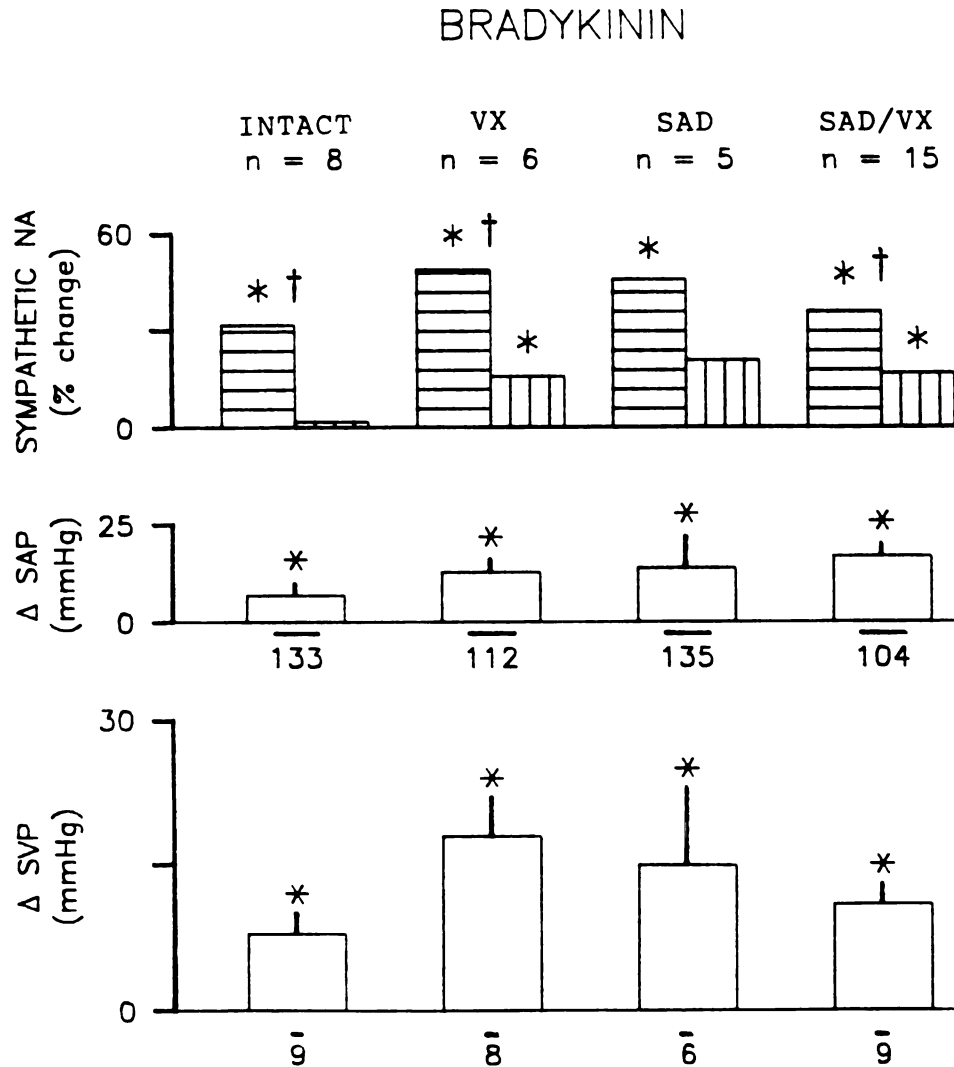 BRADYKININ
INTACT VX SAD SAD/VX
n = 8 n = 6 n = 5 n = 15
SYMPATHETIC NA
(% change)
60
* † * † * * †
* *
0
Δ SAP
(mmHg)
25
* * * *
0
133 112 135 104
Δ SVP
(mmHg)
30
* * * *
0
9 8 6 9